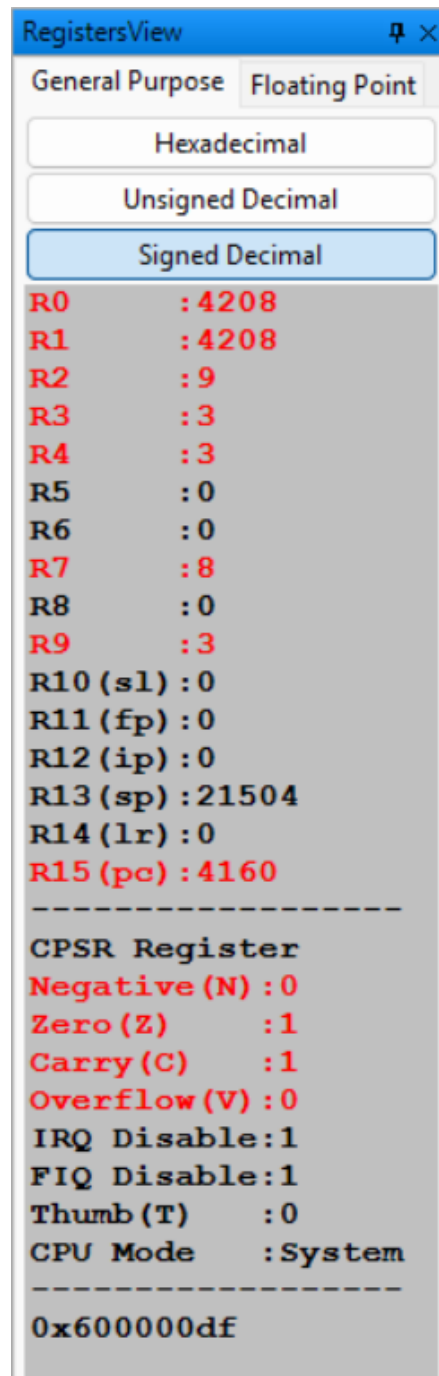 RegistersView
General Purpose Floating Point
Hexadecimal
Unsigned Decimal
Signed Decimal
R0 :4208
R1 :4208
R2 :9
R3 :3
R4 :3
R5 :0
R6 :0
R7 :8
R8 :0
R9 :3
R10(sl):0
R11(fp):0
R12(ip):0
R13(sp):21504
R14(lr):0
R15(pc):4160
-------------------
CPSR Register
Negative(N):0
Zero(Z) :1
Carry(C) :1
Overflow(V):0
IRQ Disable:1
FIQ Disable:1
Thumb(T) :0
CPU Mode :System
-------------------
0x600000df